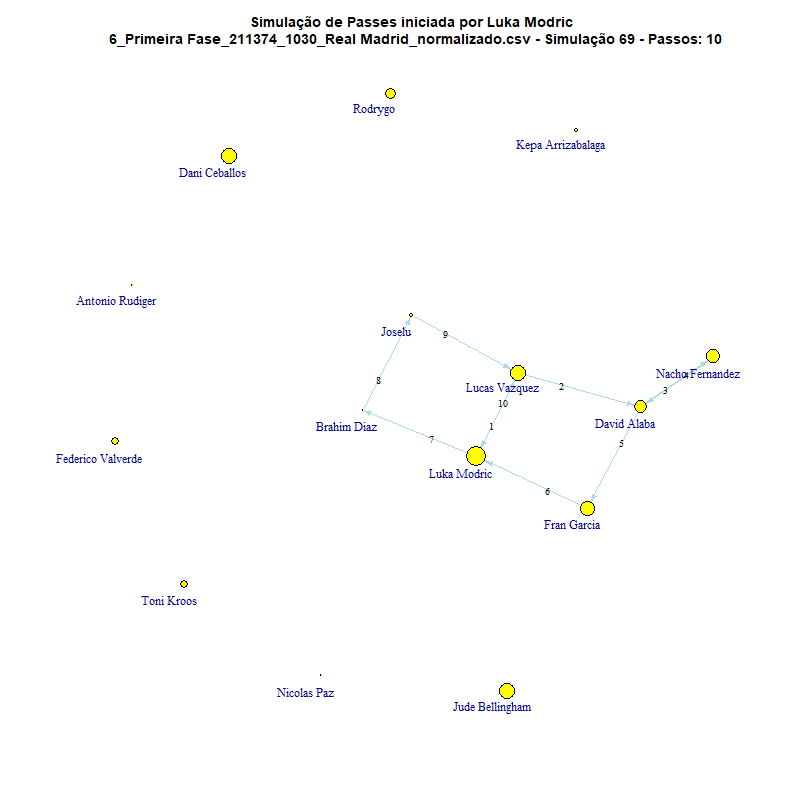 Simulação de Passes iniciada por Luka Modric
6_Primeira Fase_211374_1030_Real Madrid_normalizado.csv - Simulação 69 - Passos: 10
Rodrygo
Kepa Arrizabalaga
Dani Ceballos
Antonio Rudiger
Joselu
9
Nacho Fernandez
4
Lucas Vazquez
2
3
8
10
David Alaba
Brahim Diaz
1
7
5
Federico Valverde
Luka Modric
6
Fran Garcia
Toni Kroos
Nicolas Paz
Jude Bellingham